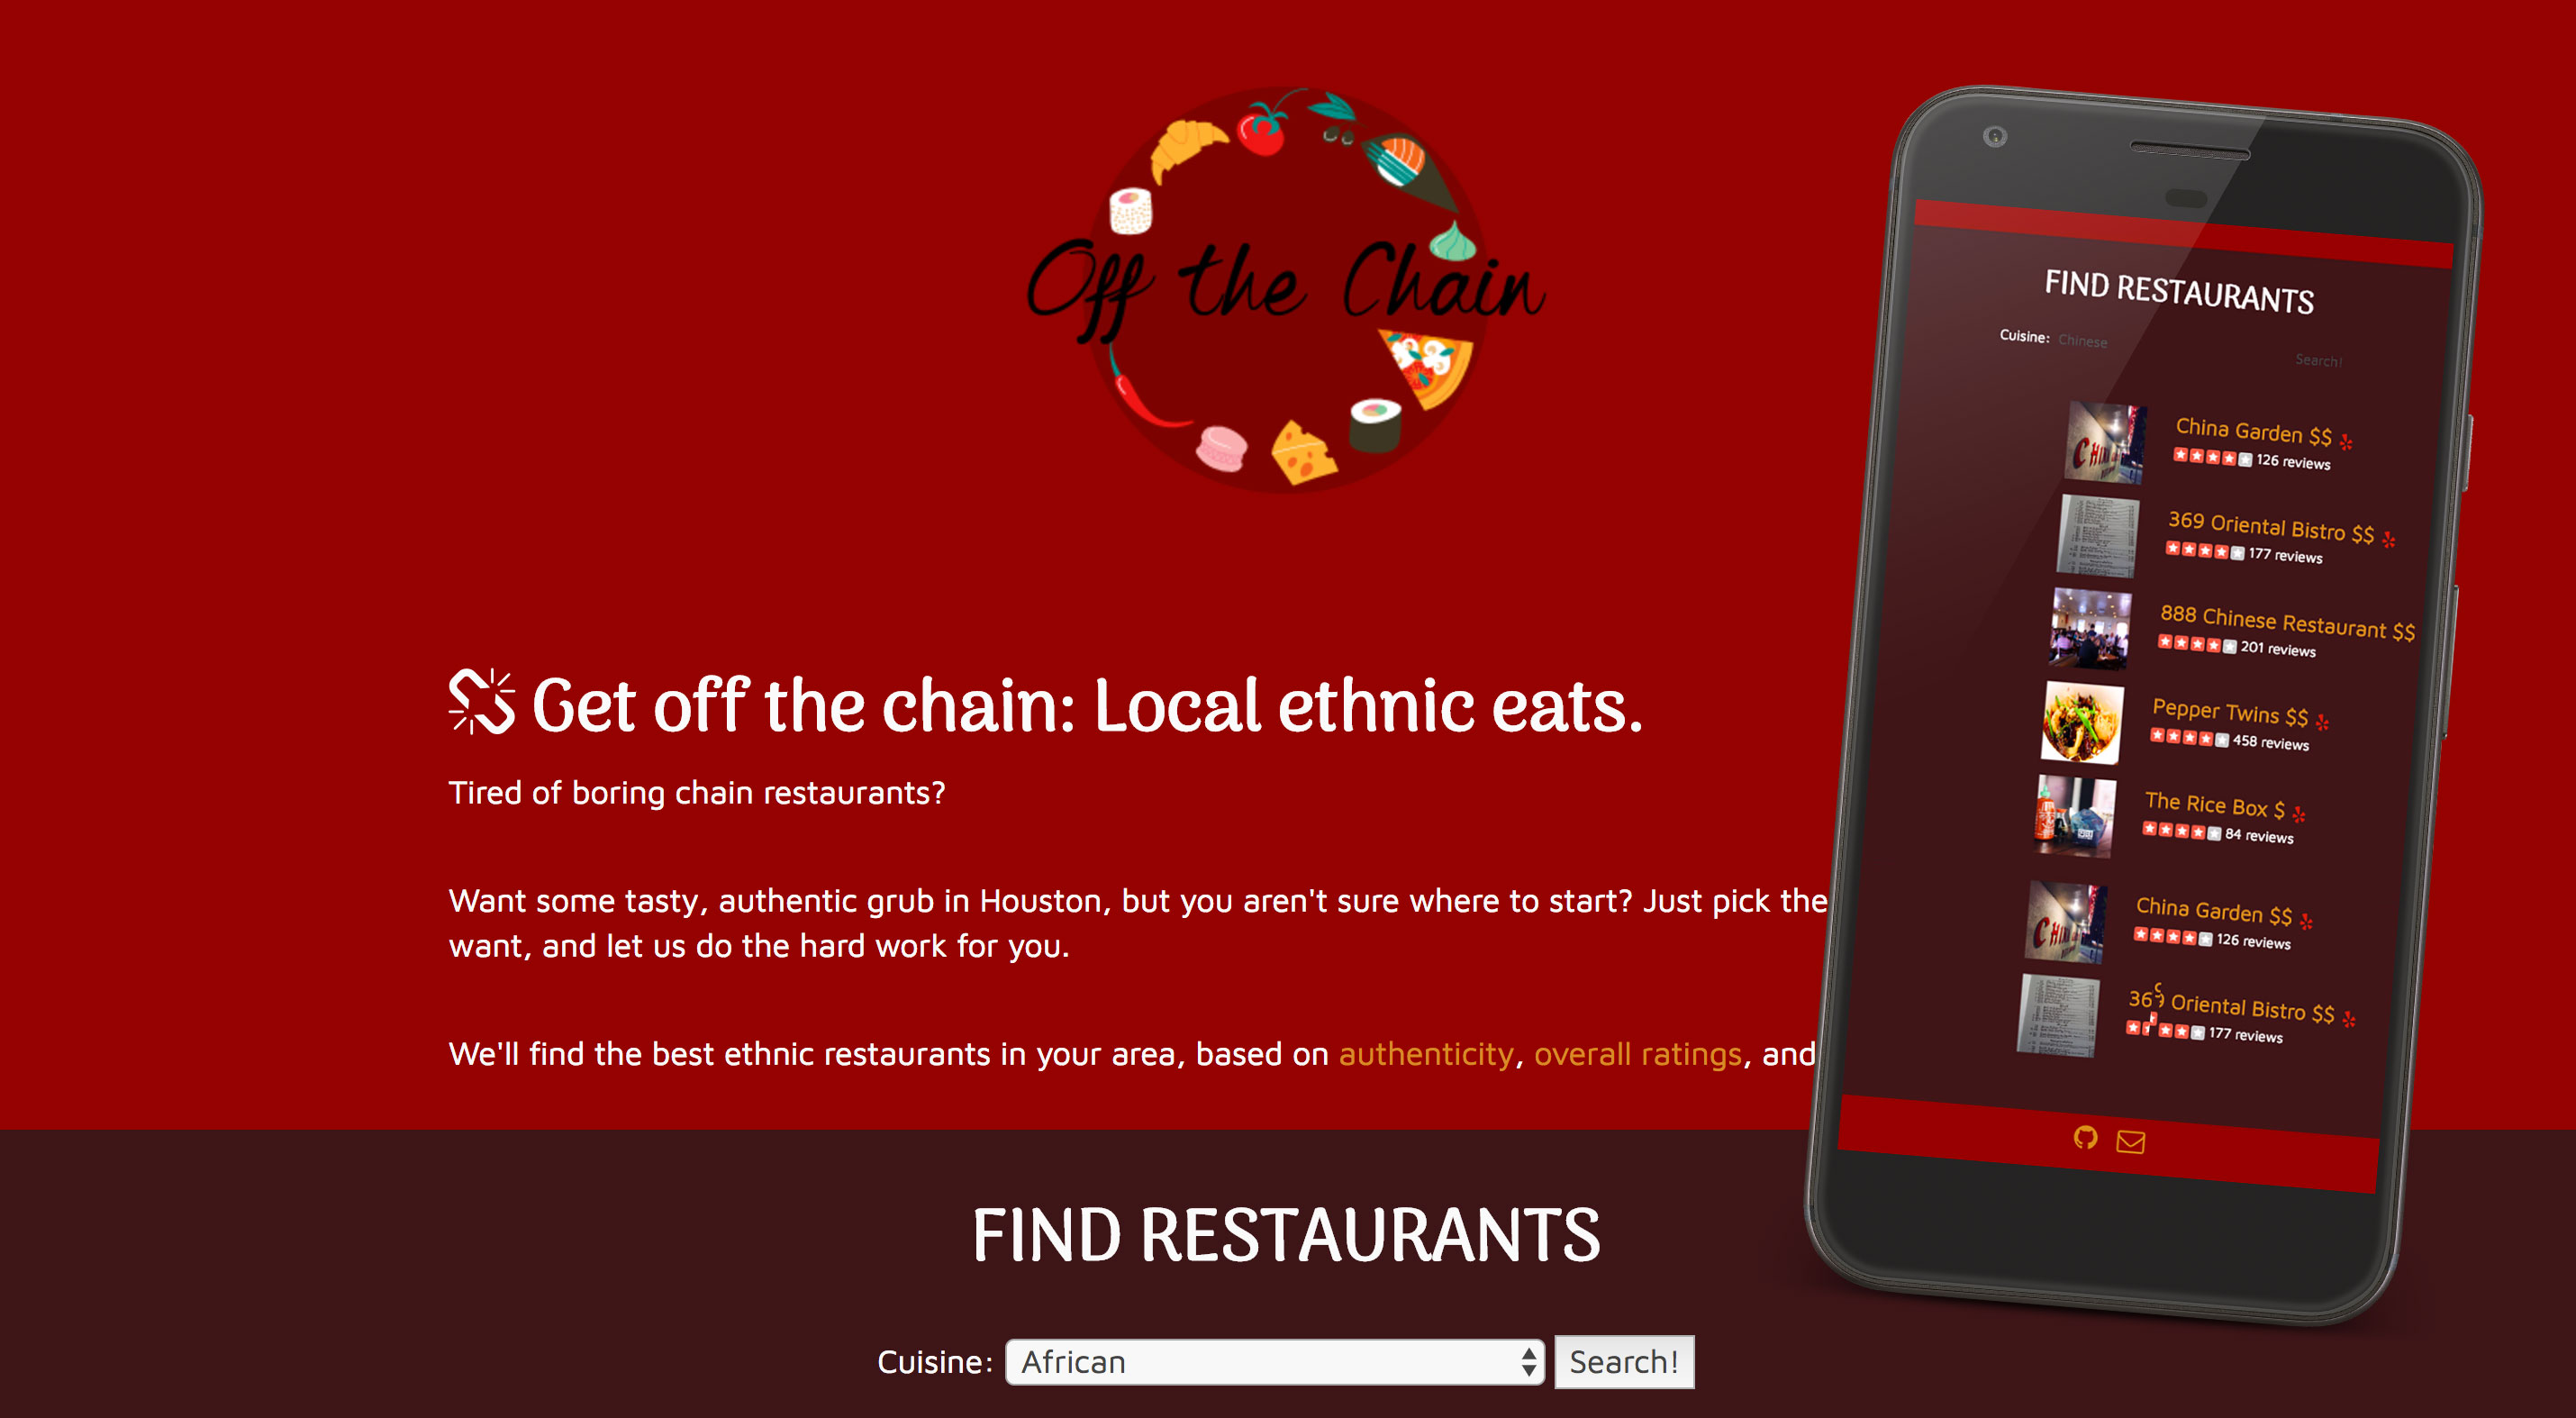 Off the Chain
Get off the chain: Local ethnic eats.
Tired of boring chain restaurants?
Want some tasty, authentic grub in Houston, but you aren't sure where to start? Just pick the
want, and let us do the hard work for you.
We'll find the best ethnic restaurants in your area, based on authenticity, overall ratings, and
FIND RESTAURANTS
Cuisine: African Search!
FIND RESTAURANTS
Cuisine: Chinese
Search!
China Garden $$
126 reviews
369 Oriental Bistro $$
177 reviews
888 Chinese Restaurant $$
201 reviews
Pepper Twins $$
458 reviews
The Rice Box $
84 reviews
China Garden $$
126 reviews
369 Oriental Bistro $$
177 reviews